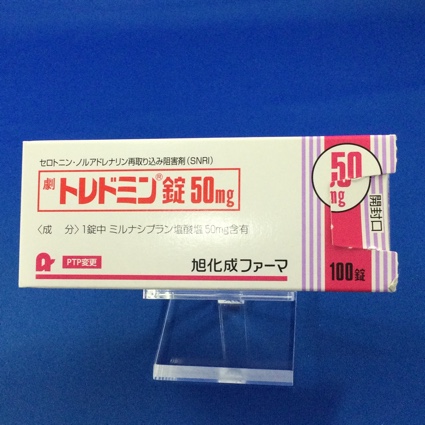 セロトニン・ノルアドレナリン再取り込み阻害剤(SNRI)
劇 トレドミン®錠50mg
〈成 分〉1錠中 ミルナシプラン塩酸塩50mg含有
PTP変更
旭化成ファーマ
50
mg
開封口
100錠